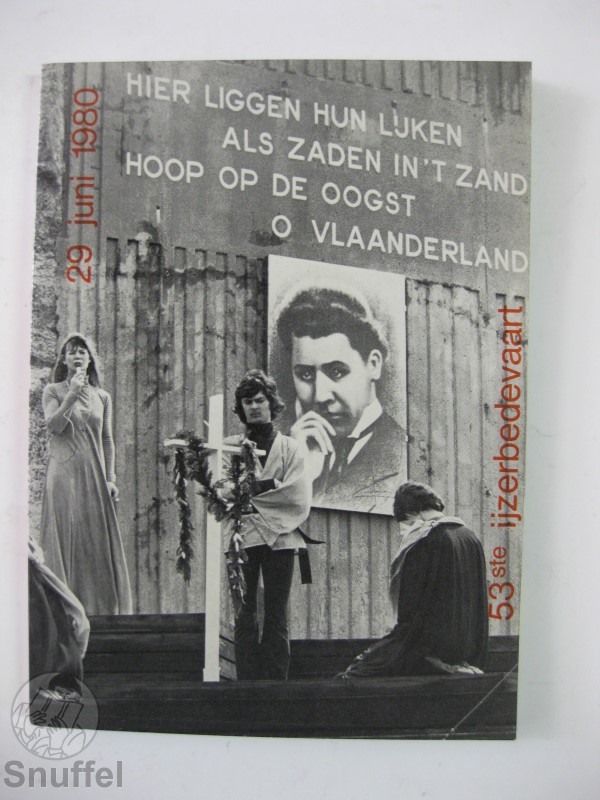 HIER LIGGEN HUN LIJKEN
ALS ZADEN IN 'T ZAND
HOOP OP DE OOGST
O VLAANDERLAND
29 juni 1980
53ste ijzerbedevaart
Snuffel